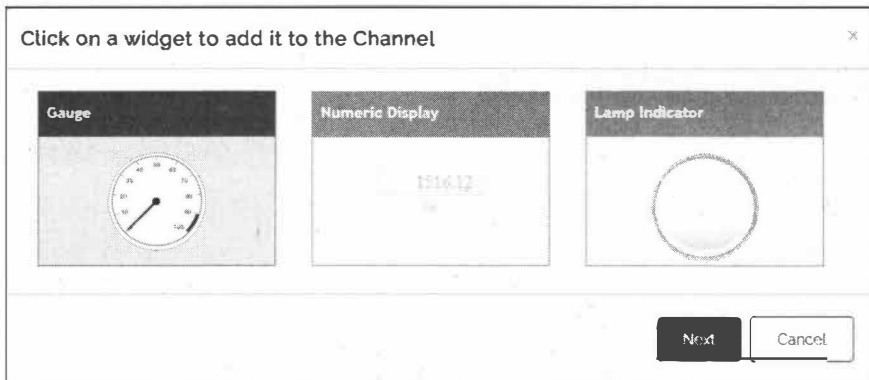 Click on a widget to add it to the Channel
×
Gauge
Numeric Display
Lamp Indicator
Next
Cancel